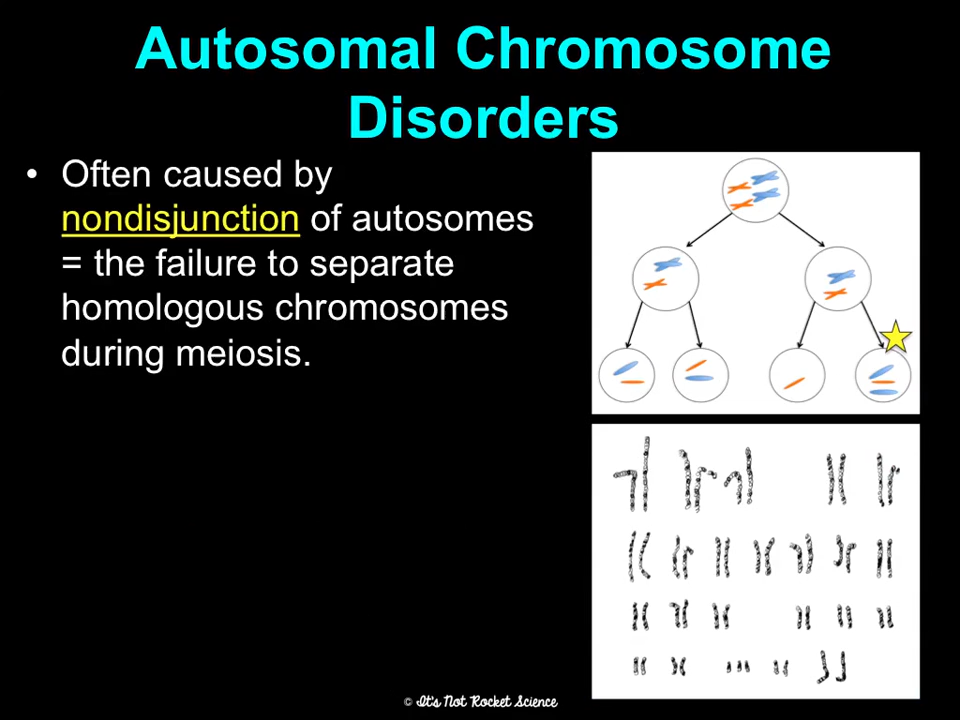 Autosomal Chromosome
Disorders
• Often caused by
nondisjunction of autosomes
= the failure to separate
homologous chromosomes
during meiosis.
© It's Not Rocket Science